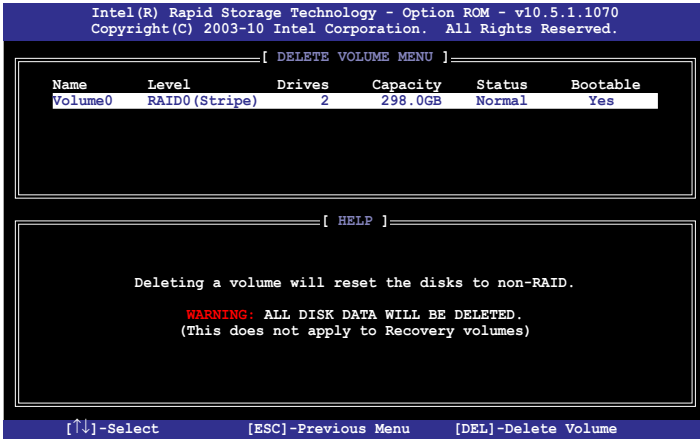 Intel(R) Rapid Storage Technology - Option ROM - v10.5.1.1070
Copyright(C) 2003-10 Intel Corporation. All Rights Reserved.
[ DELETE VOLUME MENU ]
Name Level Drives Capacity Status Bootable
Volume0 RAID0(Stripe) 2 298.0GB Normal Yes
[ HELP ]
Deleting a volume will reset the disks to non-RAID.
WARNING: ALL DISK DATA WILL BE DELETED.
(This does not apply to Recovery volumes)
[↑↓]-Select [ESC]-Previous Menu [DEL]-Delete Volume